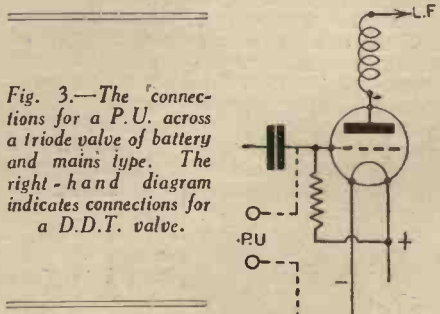 L.F
Fig. 3.—The connec-
tions for a P.U. across
a triode valve of battery
and mains type. The
right-hand diagram
indicates connections for
a D.D.T. valve.
P.U
+
-